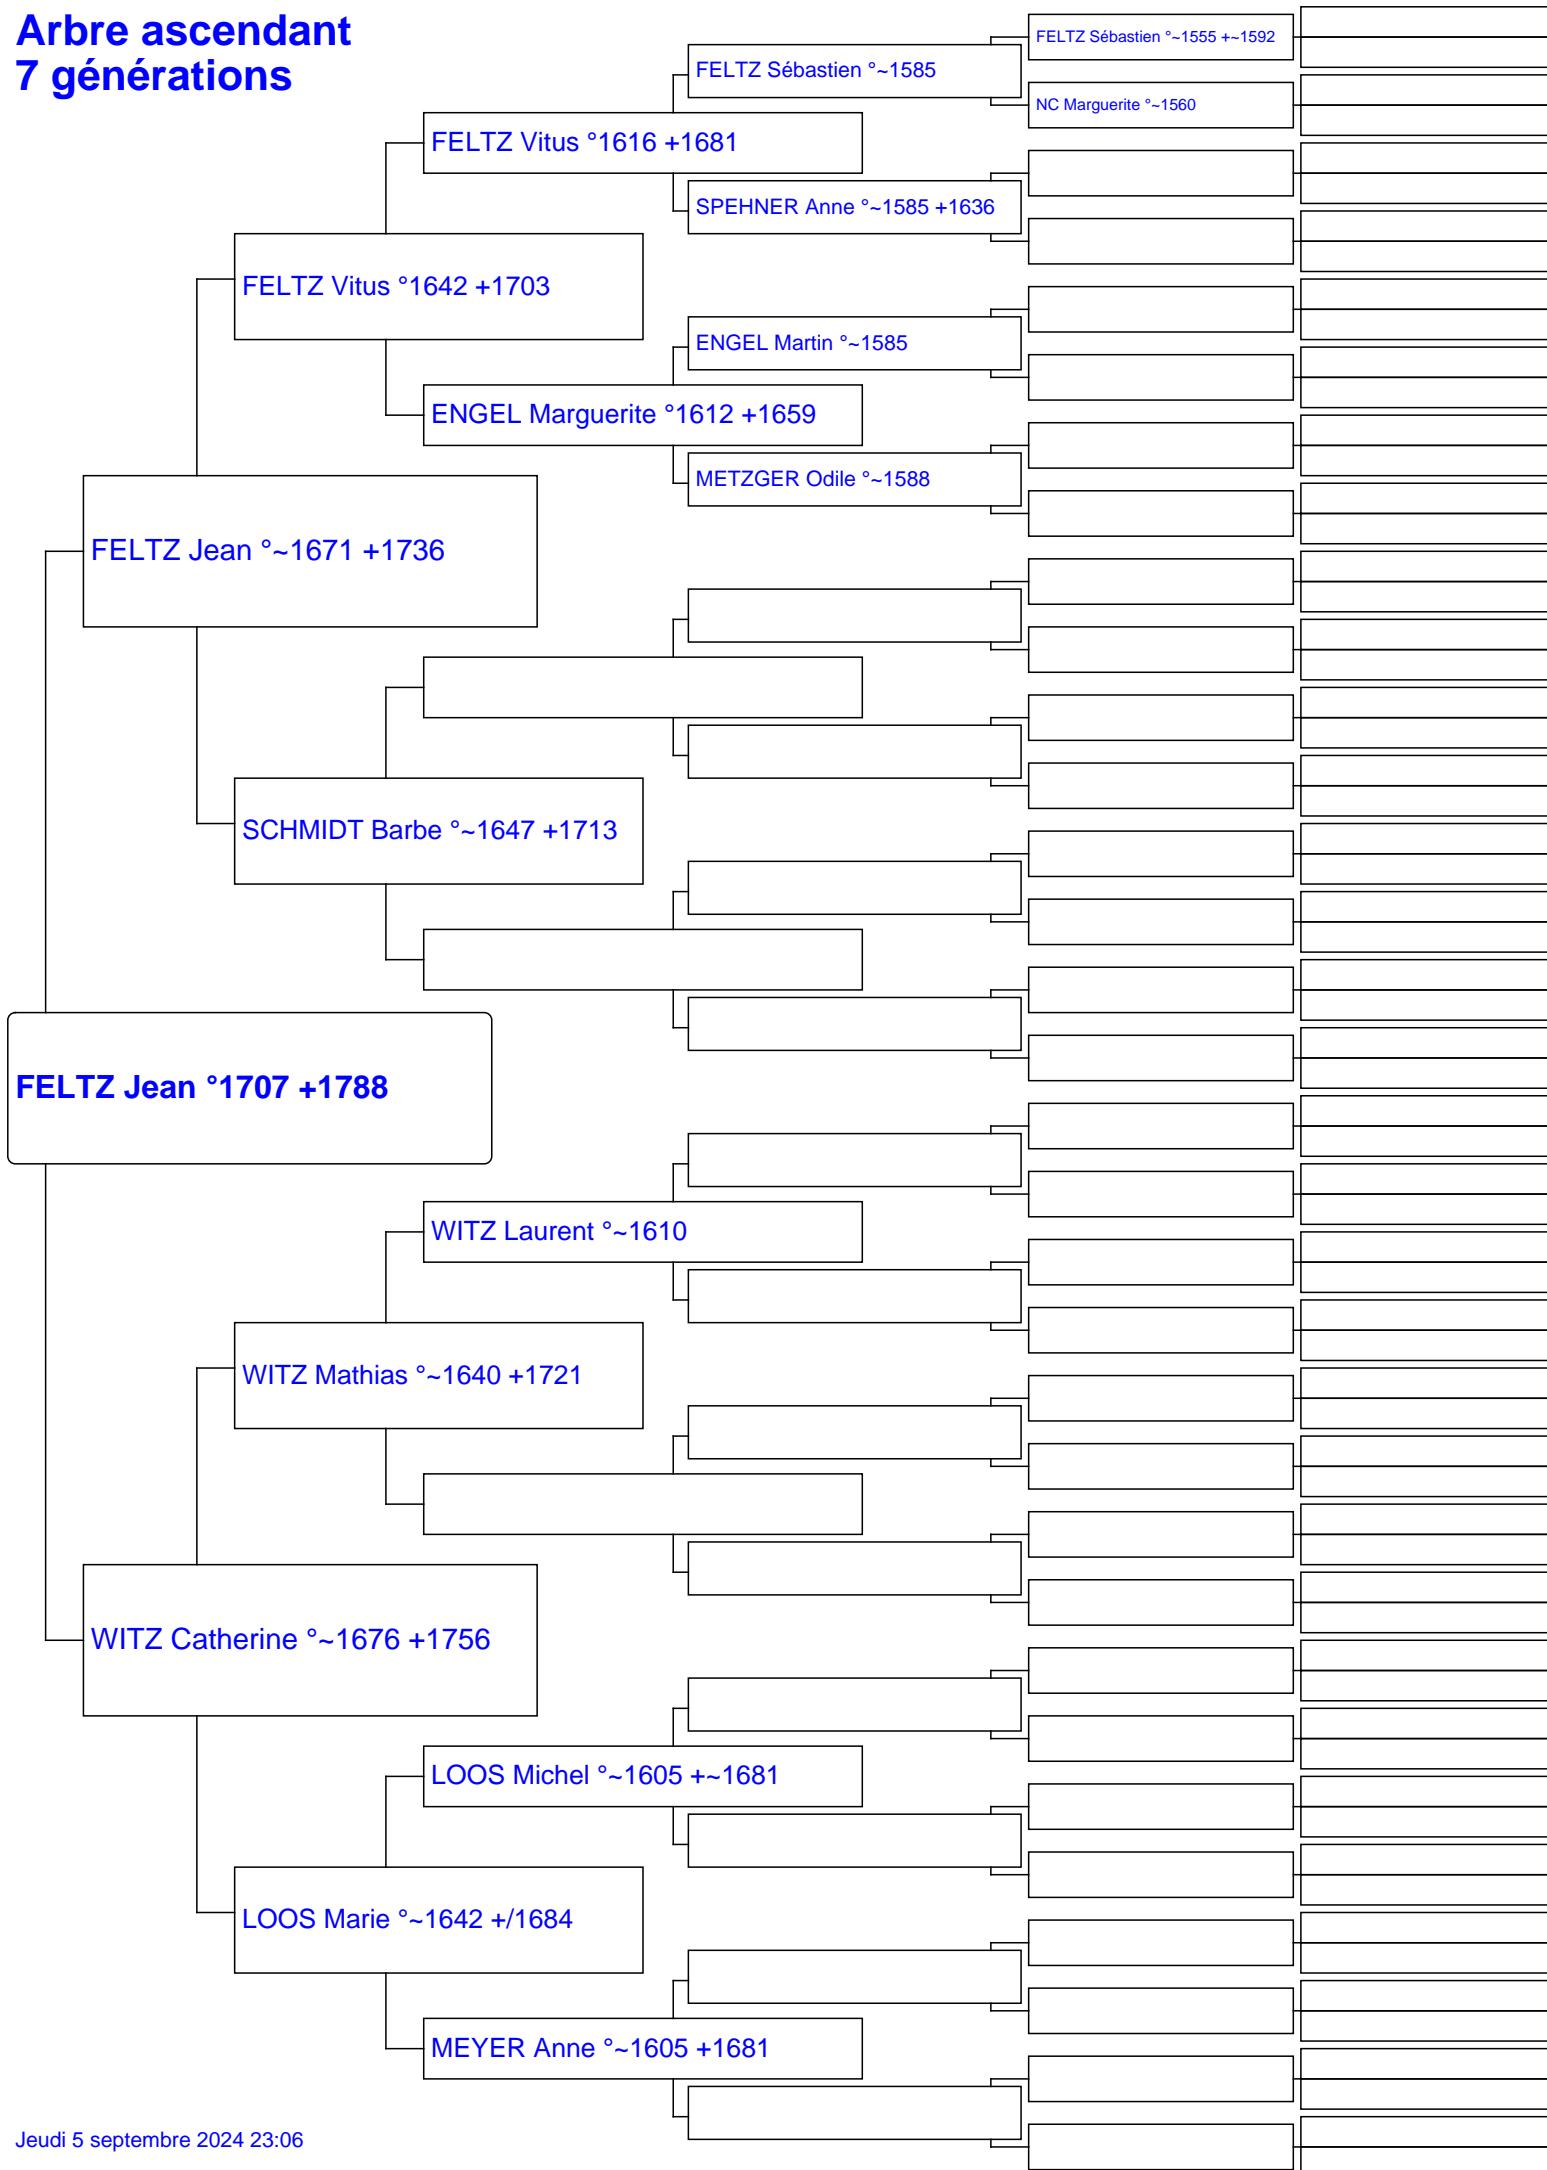 Arbre ascendant
7 générations
FELTZ Sébastien °~1555 +~1592
FELTZ Sébastien °~1585
NC Marguerite °~1560
FELTZ Vitus °1616 +1681
SPEHNER Anne °~1585 +1636
FELTZ Vitus °1642 +1703
ENGEL Martin °~1585
ENGEL Marguerite °1612 +1659
METZGER Odile °~1588
FELTZ Jean °~1671 +1736
SCHMIDT Barbe °~1647 +1713
FELTZ Jean °1707 +1788
WITZ Laurent °~1610
WITZ Mathias °~1640 +1721
WITZ Catherine °~1676 +1756
LOOS Michel °~1605 +~1681
LOOS Marie °~1642 +/1684
MEYER Anne °~1605 +1681
Jeudi 5 septembre 2024 23:06